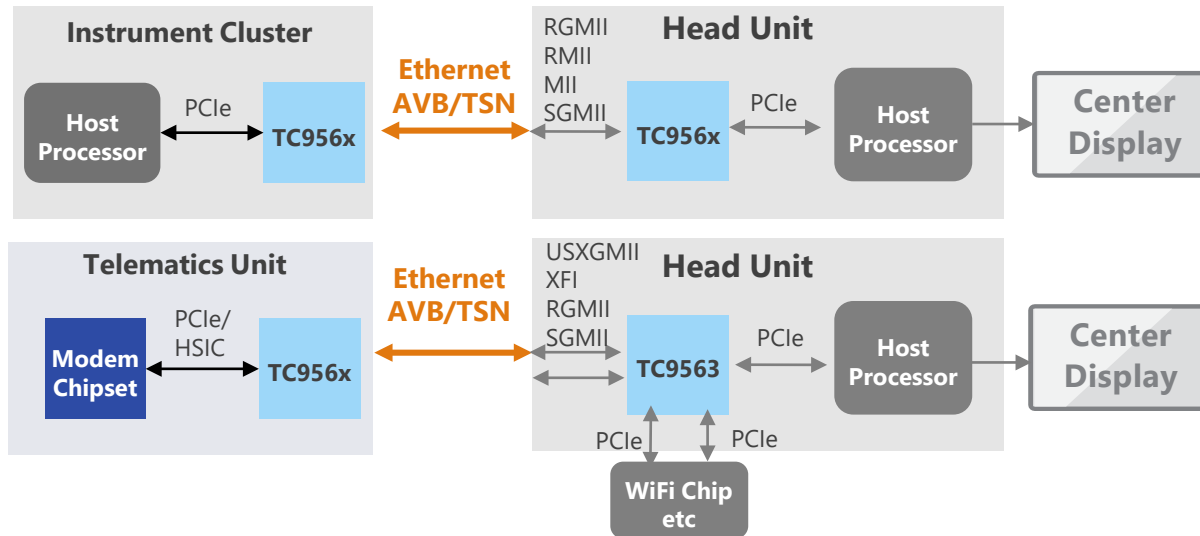 Instrument Cluster
Host
Processor
PCIe
TC956x
Ethernet
AVB/TSN
Head Unit
RGMII
RMII
MII
SGMII
TC956x
PCIe
Host
Processor
Center
Display
Telematics Unit
Modem
Chipset
PCIe/
HSIC
TC956x
Ethernet
AVB/TSN
Head Unit
USXGMII
XFI
RGMII
SGMII
TC9563
PCIe
Host
Processor
Center
Display
PCIe
PCIe
WiFi Chip
etc